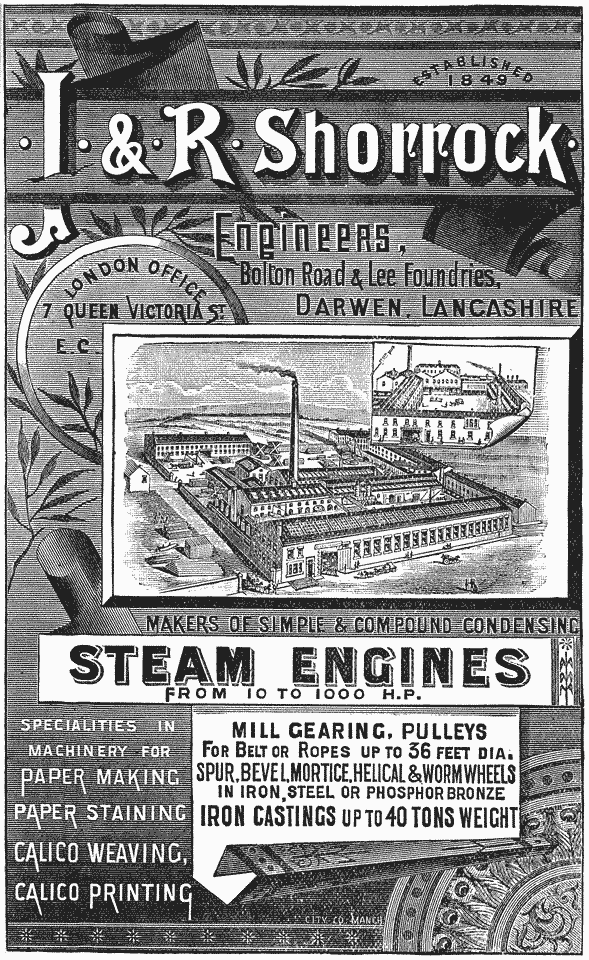 ESTABLISHED
1849
J. & R. Shorrock.
Engineers,
Bolton Road & Lee Foundries,
DARWEN, LANCASHIRE
LONDON OFFICE
7 QUEEN VICTORIA ST
E.C.
MAKERS OF SIMPLE & COMPOUND CONDENSING
STEAM ENGINES
FROM 10 TO 1000 H.P.
SPECIALITIES IN
MACHINERY FOR
PAPER MAKING
PAPER STAINING
CALICO WEAVING,
CALICO PRINTING
MILL GEARING, PULLEYS
FOR BELT OR ROPES UP TO 36 FEET DIA.
SPUR, BEVEL, MORTICE, HELICAL & WORM WHEELS
IN IRON, STEEL OR PHOSPHOR BRONZE
IRON CASTINGS UP TO 40 TONS WEIGHT
CITY CO. MANCH